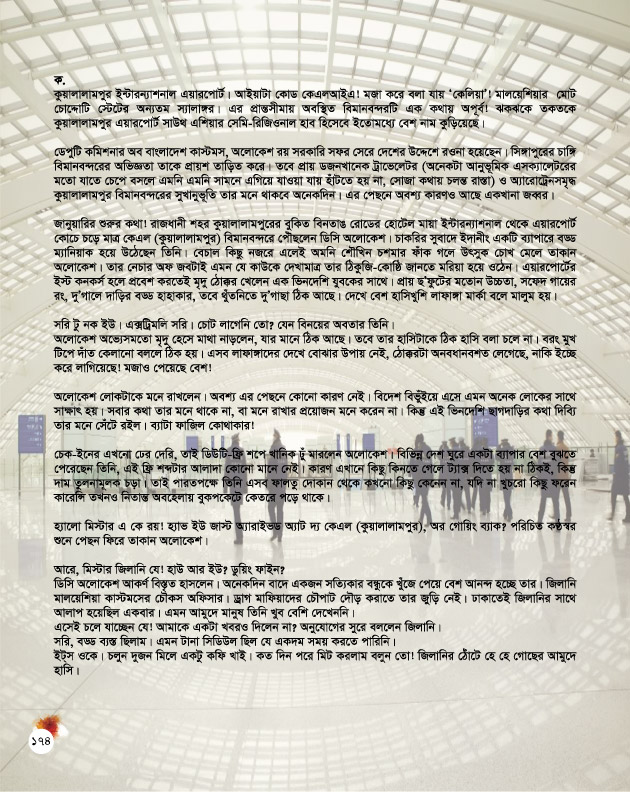 ক.
কুয়ালালামপুর ইন্টারন্যাশনাল এয়ারপোর্ট। আইয়াটা কোড কেএলআইএ! মজা করে বলা যায় 'কেলিয়া'! মালয়েশিয়ার মোট
চোদ্দোটি স্টেটের অন্যতম স্যালাঙ্গর। এর প্রান্তসীমায় অবস্থিত বিমানবন্দরটি এক কথায় অপূর্ব! ঝকঝকে তকতকে
কুয়ালালামপুর এয়ারপোর্ট সাউথ এশিয়ার সেমি-রিজিওনাল হাব হিসেবে ইতোমধ্যে বেশ নাম কুড়িয়েছে।
ডেপুটি কমিশনার অব বাংলাদেশ কাস্টমস, অলোকেশ রয় সরকারি সফর সেরে দেশের উদ্দেশে রওনা হয়েছেন। সিঙ্গাপুরের চাঙ্গি
বিমানবন্দরের অভিজ্ঞতা তাকে প্রায়শ তাড়িত করে। তবে প্রায় ডজনখানেক ট্রাভেলেটর (অনেকটা আনুভূমিক এসক্যালেটরের
মতো যাতে চেপে বসলে এমনি এমনি সামনে এগিয়ে যাওয়া যায় হাঁটতে হয় না, সোজা কথায় চলন্ত রাস্তা) ও অ্যারোট্রেনসমৃদ্ধ
কুয়ালালামপুর বিমানবন্দরের সুখানুভূতি তার মনে থাকবে অনেকদিন। এর পেছনে অবশ্য কারণও আছে একখানা জব্বর।
জানুয়ারির শুরুর কথা! রাজধানী শহর কুয়ালালামপুরের বুকিত বিনতাঙ রোডের হোটেল মায়া ইন্টারন্যাশনাল থেকে এয়ারপোর্ট
কোচে চড়ে মাত্র কেএল (কুয়ালালামপুর) বিমানবন্দরে পৌঁছলেন ডিসি অলোকেশ। চাকরির সুবাদে ইদানীং একটি ব্যাপারে বড্ড
ম্যানিয়াক হয়ে উঠেছেন তিনি। বেচাল কিছু নজরে এলেই অমনি শৌখিন চশমার ফাঁক গলে উৎসুক চোখ মেলে তাকান
অলোকেশ। তার নেচার অফ জবটাই এমন যে কাউকে দেখামাত্র তার ঠিকুজি-কোষ্ঠি জানতে মরিয়া হয়ে ওঠেন। এয়ারপোর্টের
ইস্ট কনকর্স হলে প্রবেশ করতেই মৃদু ঠোক্কর খেলেন এক ভিনদেশি যুবকের সাথে। প্রায় ছ'ফুটের মতোন উচ্চতা, সফেদ গায়ের
রং, দু'গালে দাড়ির বড্ড হাহাকার, তবে থুঁতনিতে দু'গাছা ঠিক আছে। দেখে বেশ হাসিখুশি লাফাঙ্গা মার্কা বলে মালুম হয়।
সরি টু নক ইউ। এক্সট্রিমলি সরি। চোট লাগেনি তো? যেন বিনয়ের অবতার তিনি।
অলোকেশ অভ্যেসমতো মৃদু হেসে মাথা নাড়লেন, যার মানে ঠিক আছে। তবে তার হাসিটাকে ঠিক হাসি বলা চলে না। বরং মুখ
টিপে দাঁত কেলানো বললে ঠিক হয়। এসব লাফাঙ্গাদের দেখে বোঝার উপায় নেই, ঠোক্করটা অনবধানবশত লেগেছে, নাকি ইচ্ছে
করে লাগিয়েছে! মজাও পেয়েছে বেশ!
অলোকেশ লোকটাকে মনে রাখলেন। অবশ্য এর পেছনে কোনো কারণ নেই। বিদেশ বিভুঁইয়ে এসে এমন অনেক লোকের সাথে
সাক্ষাৎ হয়। সবার কথা তার মনে থাকে না, বা মনে রাখার প্রয়োজন মনে করেন না। কিন্তু এই ভিনদেশি ছাগদাড়ির কথা দিব্যি
তার মনে সেঁটে রইল। ব্যাটা ফাজিল কোথাকার!
চেক-ইনের এখনো ঢের দেরি, তাই ডিউটি-ফ্রি শপে খানিক ঢুঁ মারলেন অলোকেশ। বিভিন্ন দেশ ঘুরে একটা ব্যাপার বেশ বুঝতে
পেরেছেন তিনি, এই ফ্রি শব্দটার আলাদা কোনো মানে নেই। কারণ এখানে কিছু কিনতে গেলে ট্যাক্স দিতে হয় না ঠিকই, কিন্তু
দাম তুলনামূলক চড়া। তাই পারতপক্ষে তিনি এসব ফালতু দোকান থেকে কখনো কিছু কেনেন না, যদি না খুচরো কিছু ফরেন
কারেন্সি তখনও নিতান্ত অবহেলায় বুকপকেটে কেতরে পড়ে থাকে।
হ্যালো মিস্টার এ কে রয়! হ্যাভ ইউ জাস্ট অ্যারাইভড অ্যাট দ্য কেএল (কুয়ালালামপুর), অর গোয়িং ব্যাক? পরিচিত কণ্ঠস্বর
শুনে পেছন ফিরে তাকান অলোকেশ।
আরে, মিস্টার জিলানি যে! হাউ আর ইউ? ডুয়িং ফাইন?
ডিসি অলোকেশ আকর্ণ বিস্তৃত হাসলেন। অনেকদিন বাদে একজন সত্যিকার বন্ধুকে খুঁজে পেয়ে বেশ আনন্দ হচ্ছে তার। জিলানি
মালয়েশিয়া কাস্টমসের চৌকস অফিসার। ড্রাগ মাফিয়াদের চৌপাট দৌড় করাতে তার জুড়ি নেই। ঢাকাতেই জিলানির সাথে
আলাপ হয়েছিল একবার। এমন আমুদে মানুষ তিনি খুব বেশি দেখেননি।
এসেই চলে যাচ্ছেন যে! আমাকে একটা খবরও দিলেন না? অনুযোগের সুরে বললেন জিলানি।
সরি, বড্ড ব্যস্ত ছিলাম। এমন টানা সিডিউল ছিল যে একদম সময় করতে পারিনি।
ইট্স ওকে। চলুন দুজন মিলে একটু কফি খাই। কত দিন পরে মিট করলাম বলুন তো! জিলানির ঠোঁটে হে হে গোছের আমুদে
হাসি।
১৭৪